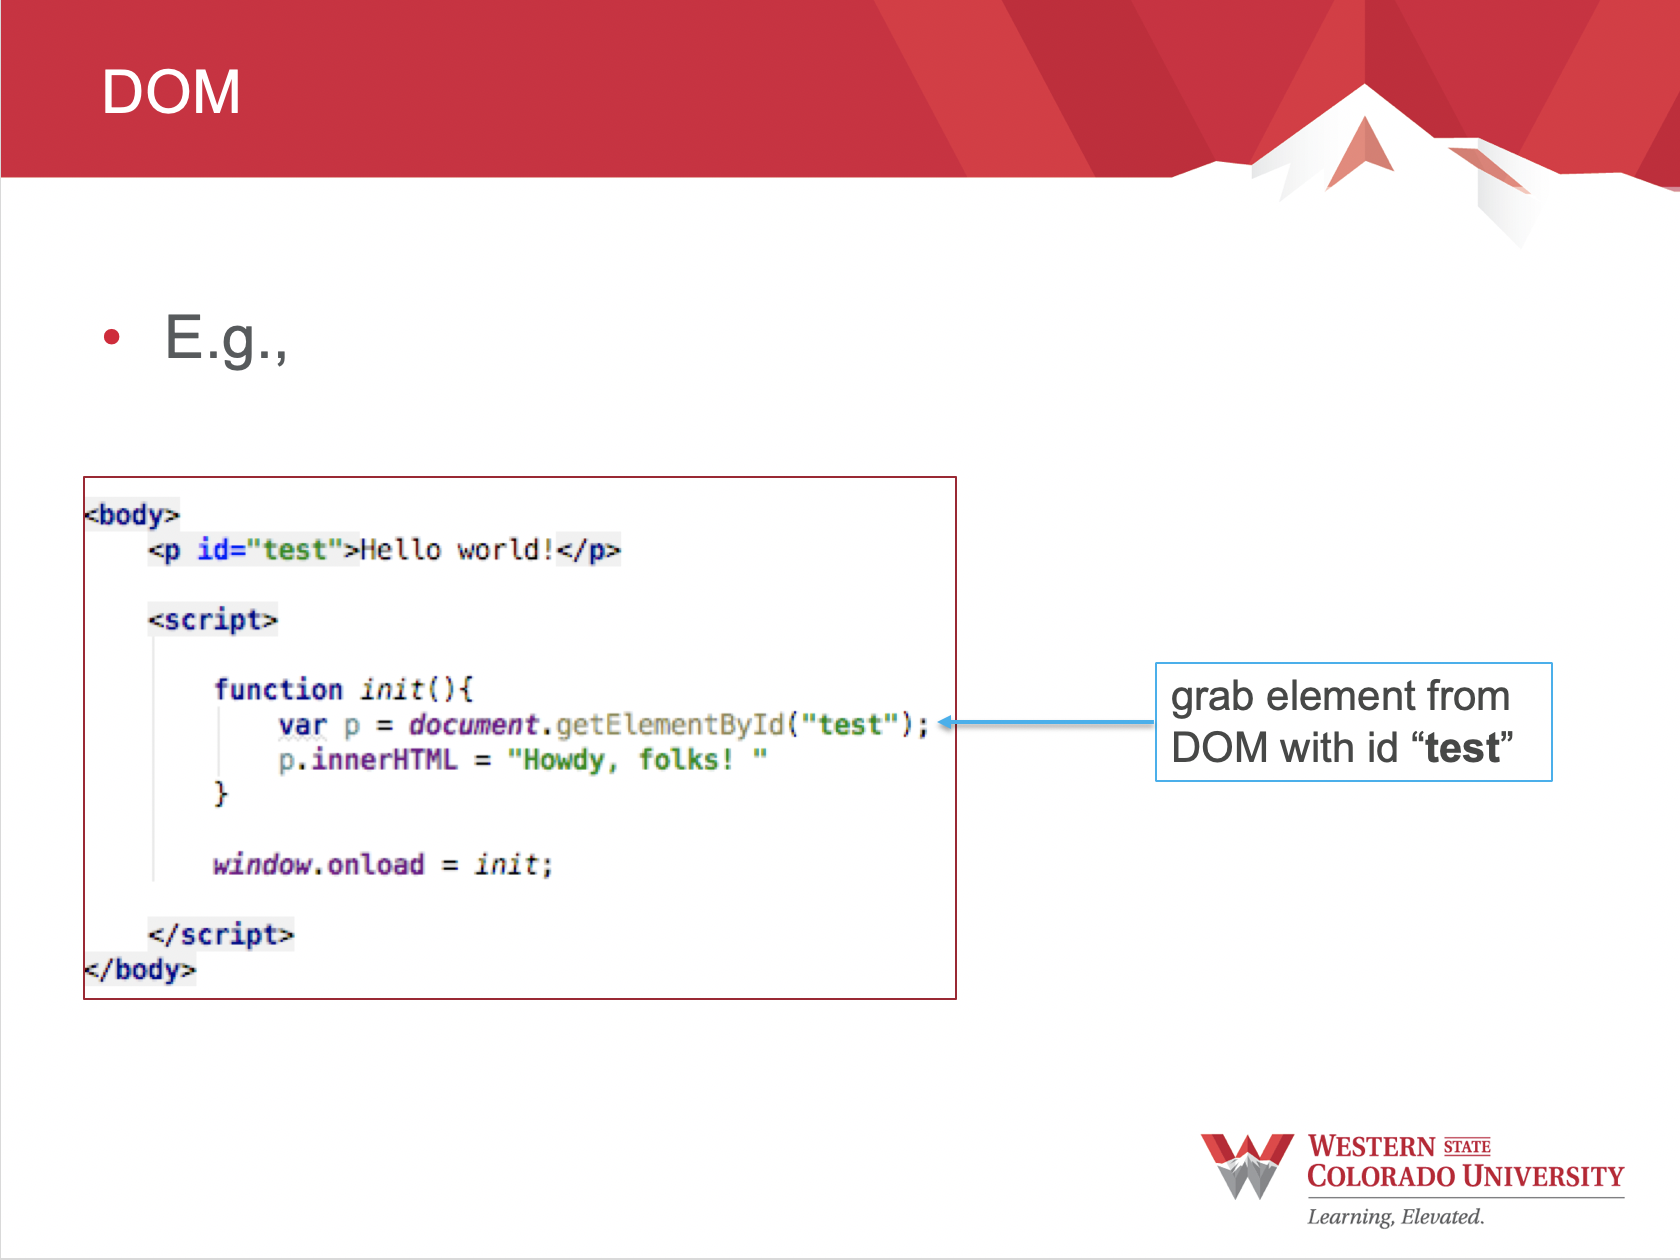 DOM
• E.g.,
<body>
<p id="test">Hello world!</p>
<script>
function init(){
var p = document.getElementById("test");
p.innerHTML = "Howdy, folks! "
}
window.onload = init;
</script>
</body>
grab element from
DOM with id “test”
WESTERN STATE
COLORADO UNIVERSITY
Learning, Elevated.